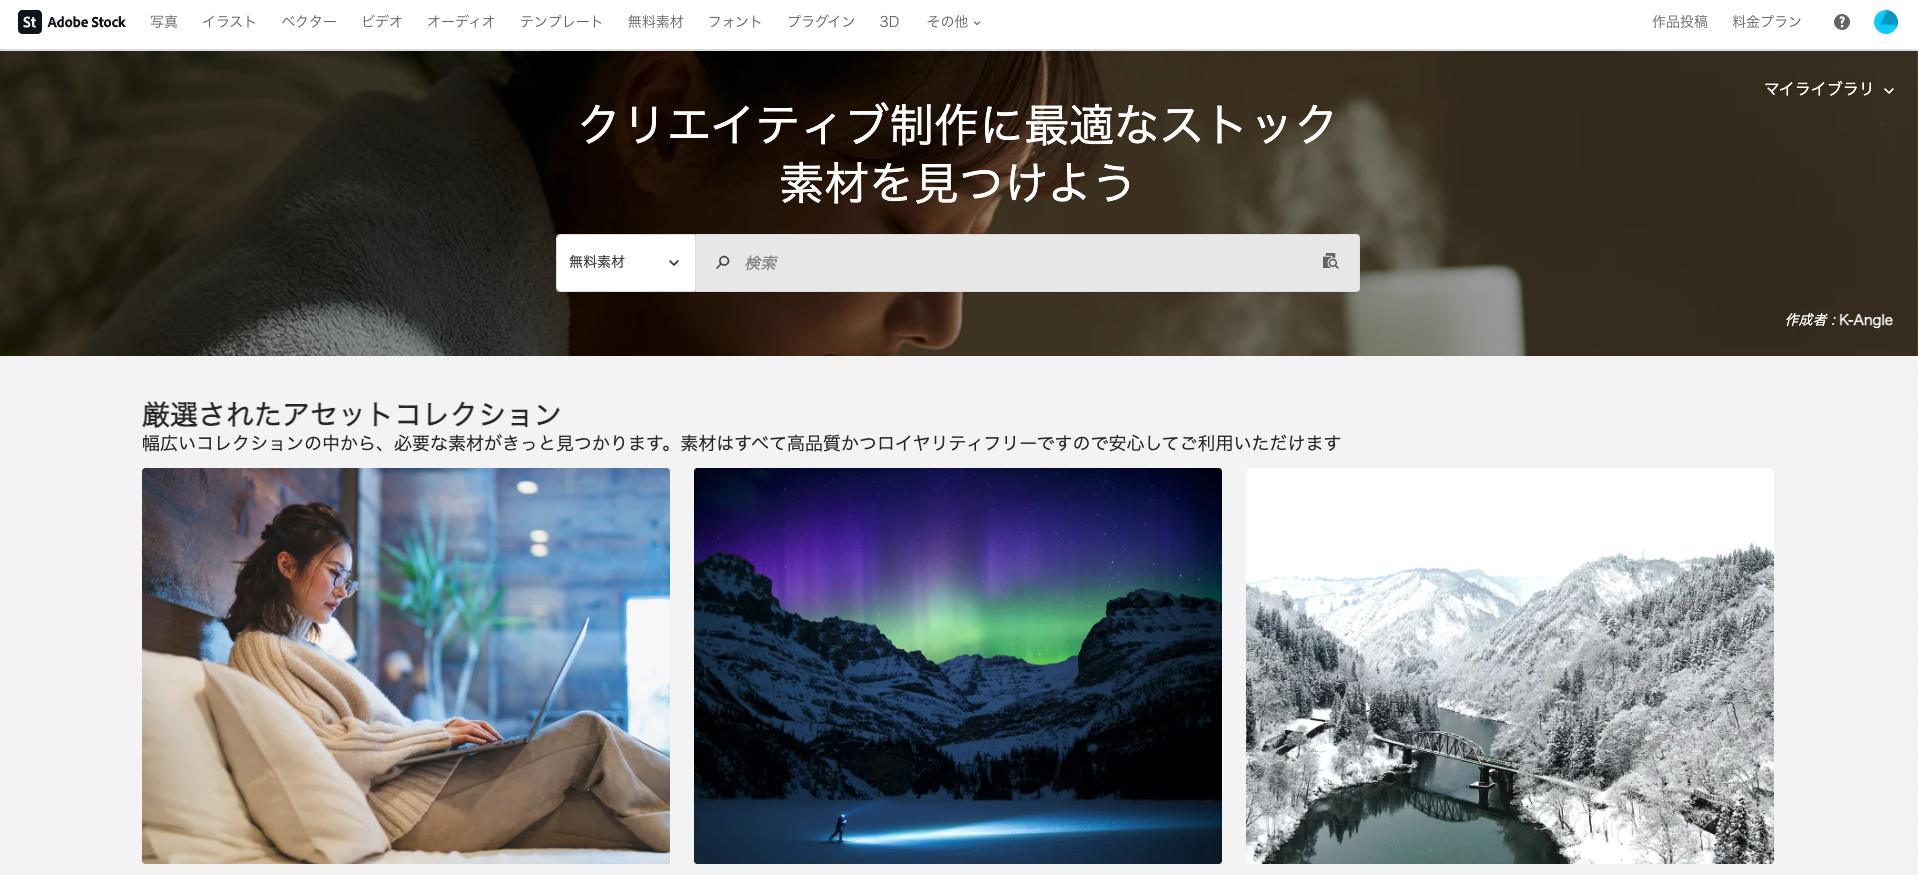 St Adobe Stock 写真 イラスト ベクター ビデオ オーディオ テンプレート 無料素材 フォント プラグイン 3D その他 作品投稿 料金プラン ?
マイライブラリ
クリエイティブ制作に最適なストック
素材を見つけよう
無料素材 検索
作成者 : K-Angle
厳選されたアセットコレクション
幅広いコレクションの中から、必要な素材がきっと見つかります。素材はすべて高品質かつロイヤリティフリーですので安心してご利用いただけます